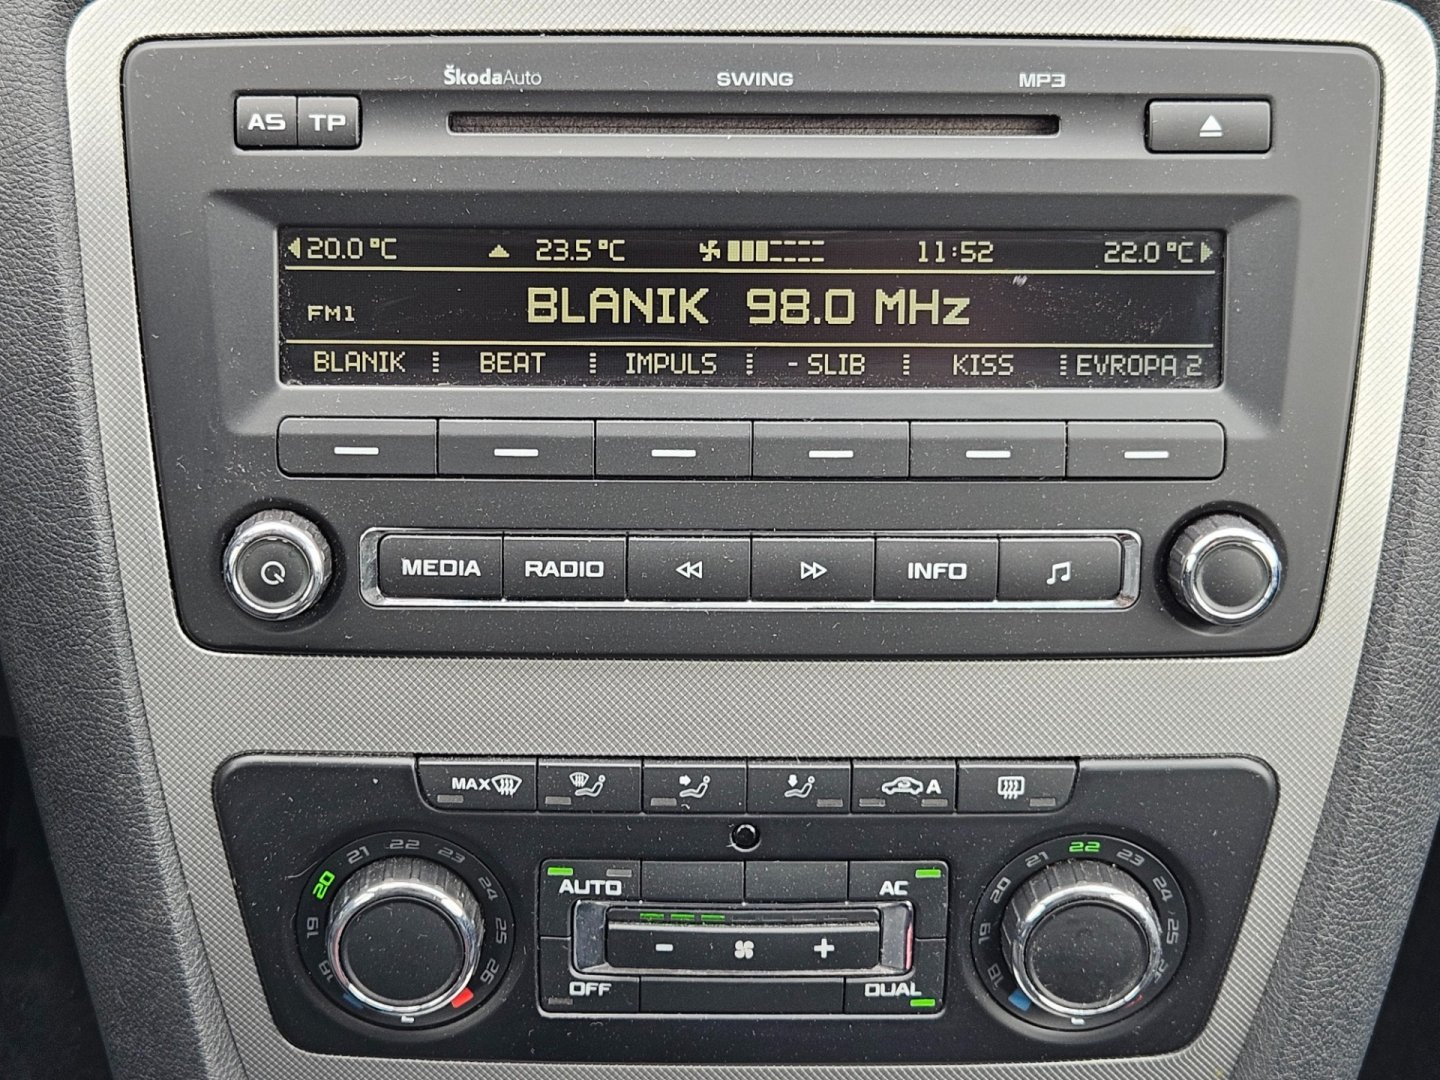 ŠkodaAuto SWING MP3
AS TP
20.0 °C 23.5 °C 11:52 22.0 °C
FM1 BLANIK 98.0 MHz
BLANIK BEAT IMPULS - SLIB KISS EVROPA 2
MEDIA RADIO INFO
MAX A
18 19 20 21 22 23 24 25 26
AUTO AC
- +
OFF DUAL
18 19 20 21 22 23 24 25